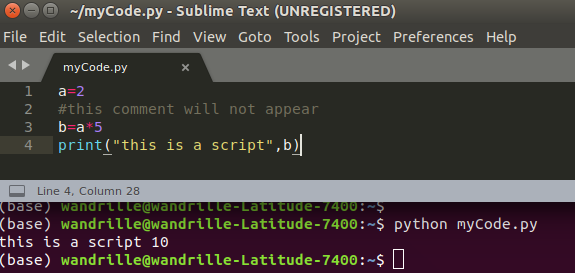 ~/myCode.py - Sublime Text (UNREGISTERED)
File Edit Selection Find View Goto Tools Project Preferences Help
myCode.py ×
1 a=2
2 #this comment will not appear
3 b=a*5
4 print("this is a script",b)
Line 4, Column 28
(base) wandrille@wandrille-Latitude-7400:~$
(base) wandrille@wandrille-Latitude-7400:~$ python myCode.py
this is a script 10
(base) wandrille@wandrille-Latitude-7400:~$